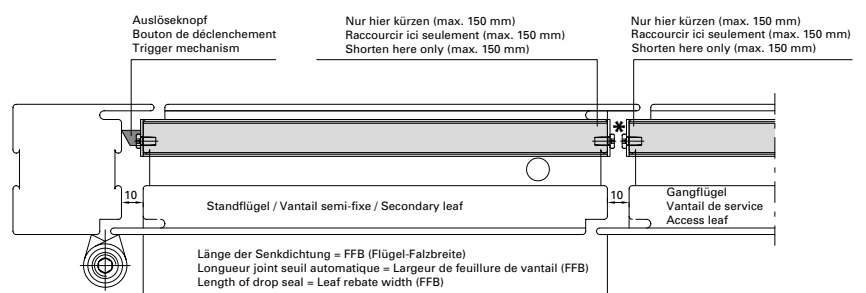 Auslöseknopf
Bouton de déclenchement
Trigger mechanism
Nur hier kürzen (max. 150 mm)
Raccourcir ici seulement (max. 150 mm)
Shorten here only (max. 150 mm)
Nur hier kürzen (max. 150 mm)
Raccourcir ici seulement (max. 150 mm)
Shorten here only (max. 150 mm)
*
10
Standflügel / Vantail semi-fixe / Secondary leaf
10
Gangflügel
Vantail de service
Access leaf
Länge der Senkdichtung = FFB (Flügel-Falzbreite)
Longueur joint seuil automatique = Largeur de feuillure de vantail (FFB)
Length of drop seal = Leaf rebate width (FFB)